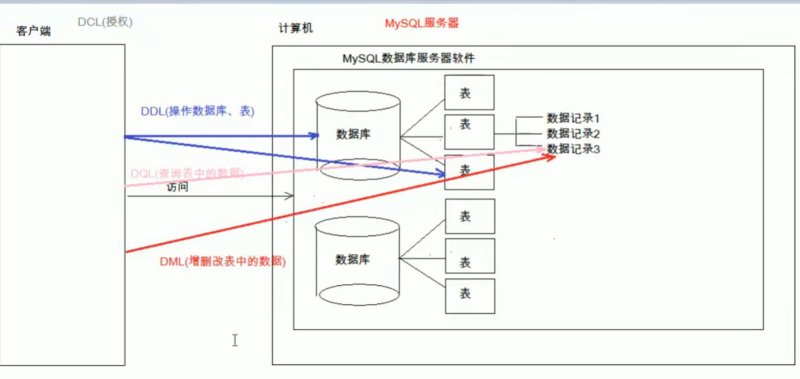 DCL(授权)
客户端
计算机
MySQL服务器
MySQL数据库服务器软件
表
DDL(操作数据库、表)
数据库
表
数据记录1
数据记录2
数据记录3
DQL(查询表中的数据)
表
访问
表
DML(增删改表中的数据)
数据库
表
表